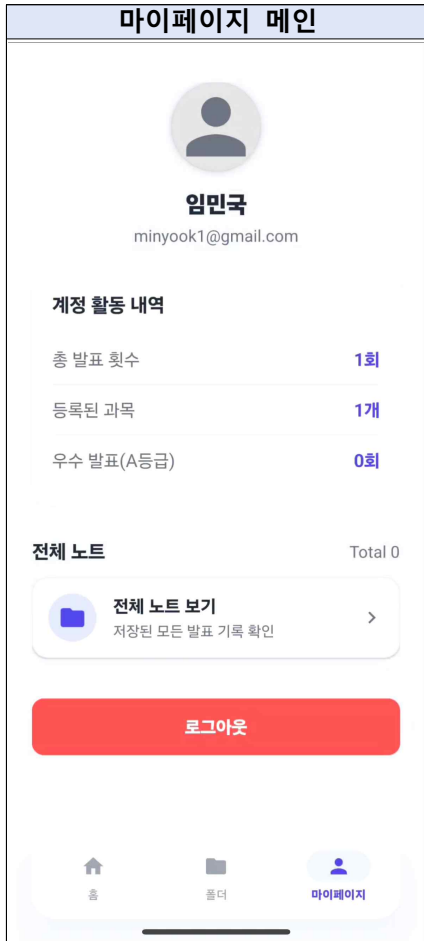 마이페이지 메인
임민국
minyook1@gmail.com
계정 활동 내역
총 발표 횟수 1회
등록된 과목 1개
우수 발표(A등급) 0회
전체 노트 Total 0
전체 노트 보기
저장된 모든 발표 기록 확인
로그아웃
홈 폴더 마이페이지